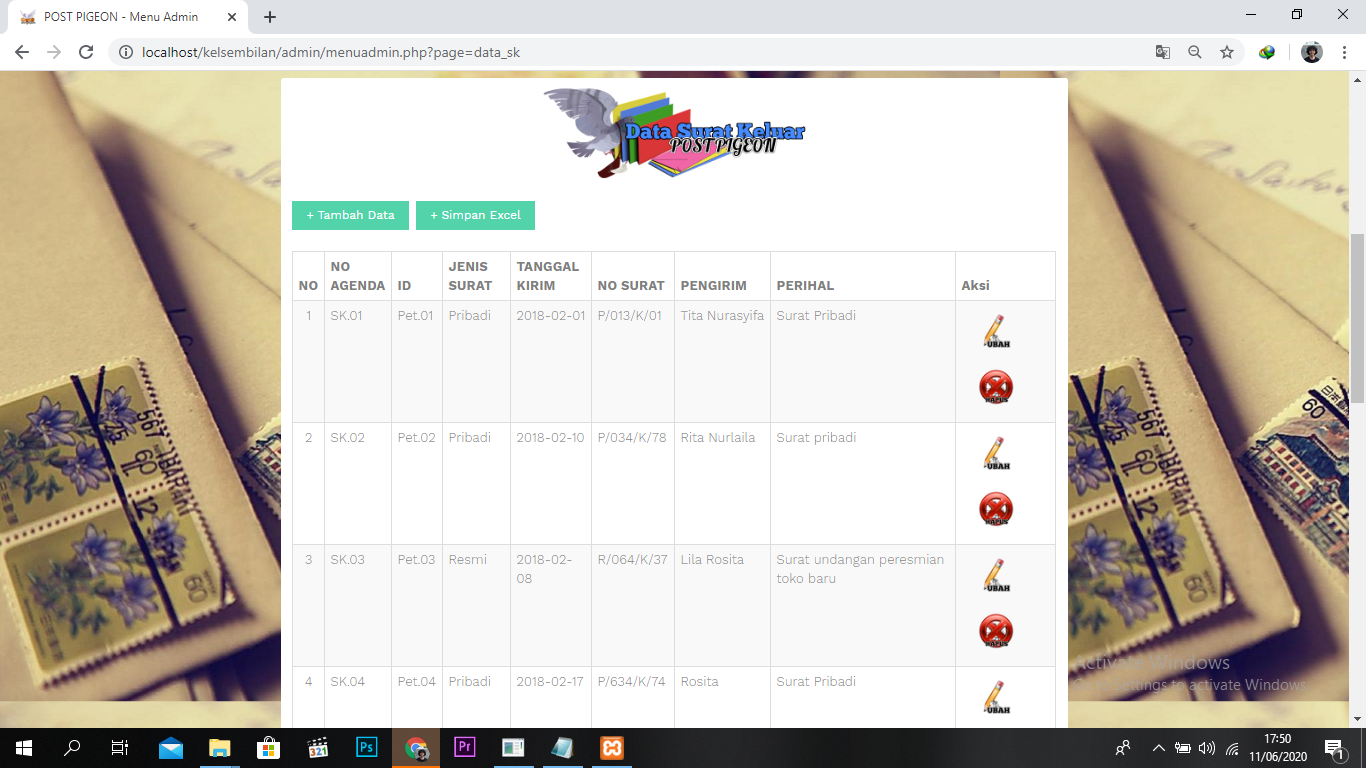 POST PIGEON - Menu Admin
localhost/kelsembilan/admin/menuadmin.php?page=data_sk
Data Surat Keluar
POST PIGEON
+ Tambah Data + Simpan Excel
NO NO AGENDA ID JENIS SURAT TANGGAL KIRIM NO SURAT PENGIRIM PERIHAL Aksi
1 SK.01 Pet.01 Pribadi 2018-02-01 P/013/K/01 Tita Nurasyifa Surat Pribadi
UBAH
HAPUS
2 SK.02 Pet.02 Pribadi 2018-02-10 P/034/K/78 Rita Nurlaila Surat pribadi
UBAH
HAPUS
3 SK.03 Pet.03 Resmi 2018-02-08 R/064/K/37 Lila Rosita Surat undangan peresmian toko baru
UBAH
HAPUS
4 SK.04 Pet.04 Pribadi 2018-02-17 P/634/K/74 Rosita Surat Pribadi
UBAH
Activate Windows
Go to Settings to activate Windows.
321
Ps
Pr
17:50
11/06/2020
1